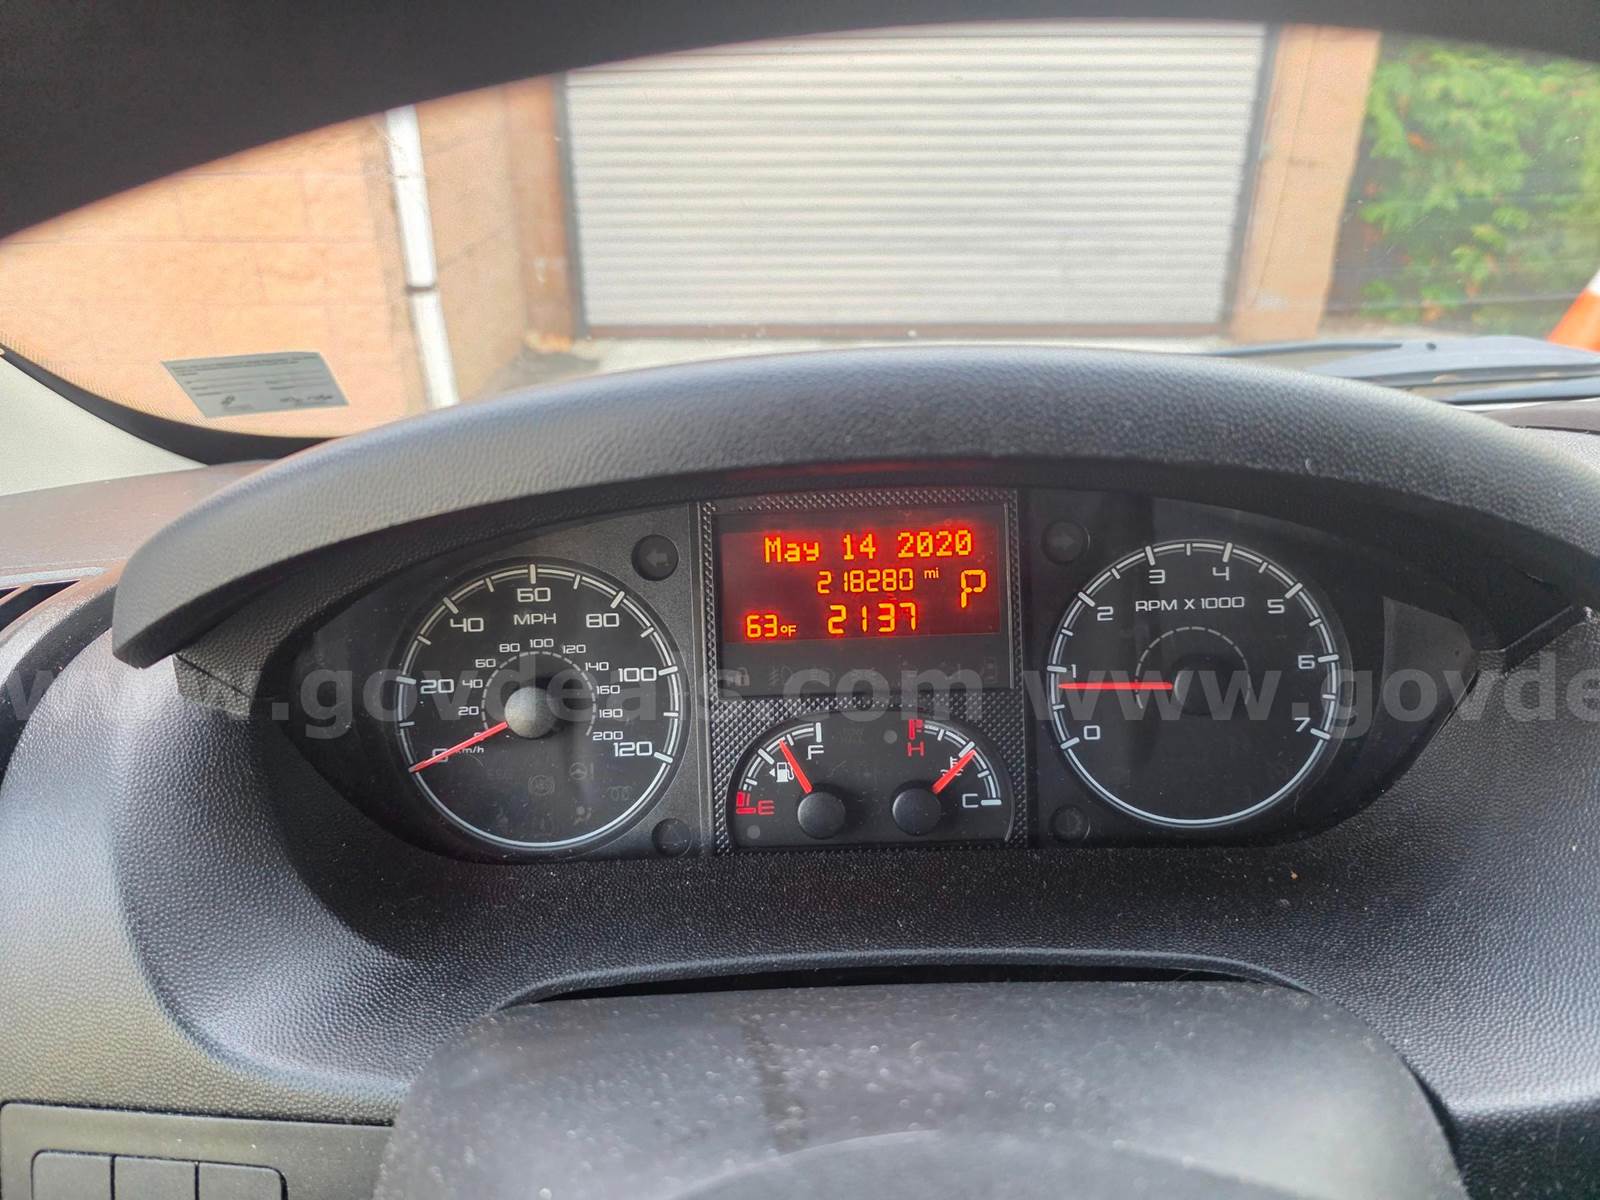 May 14 2020
218280 mi
P
63°F 2137
0 20 40 60 80 100 120
MPH
0 20 40 60 80 100 120 140 160 180 200
km/h
0 1 2 3 4 5 6 7
RPM X 1000
F
E
H
C
www.govdeals.com www.govde